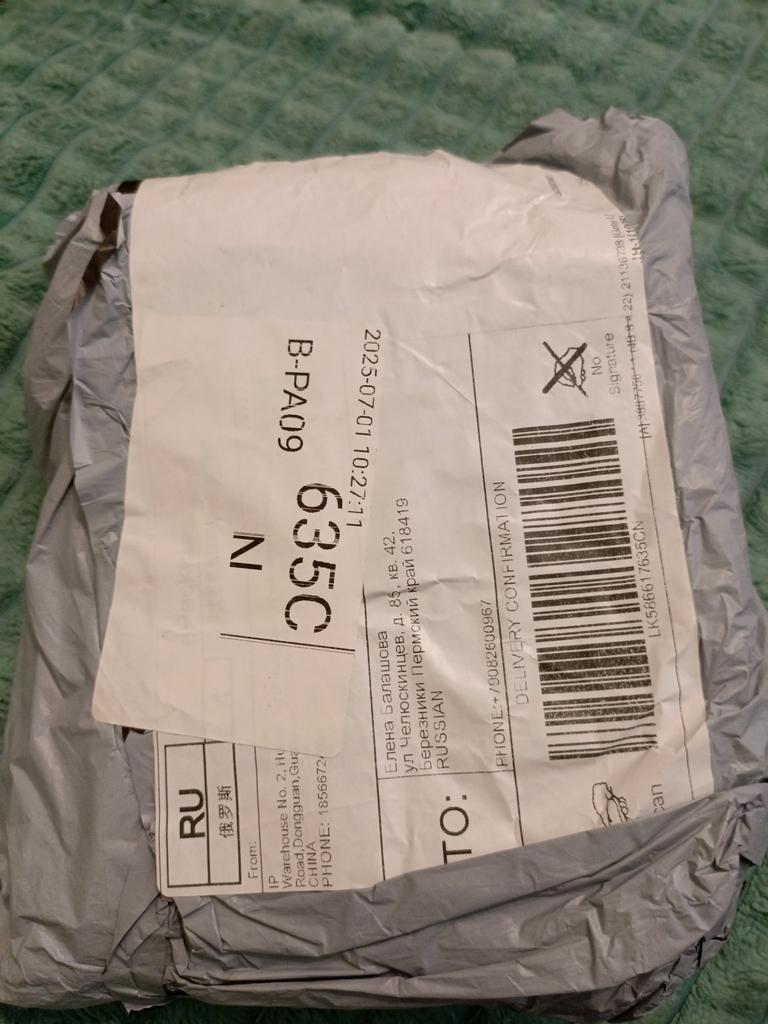 2025-07-01 10:27:11
B-PA09
635C
N
RU
俄罗斯
From:
IP
Warehouse No. 2,
Road,Dongguan,
CHINA
PHONE: 1856672
TO:
Елена Балашова
ул Челюскинцев, д. 85, кв. 42,
Березники Пермский край 618419
RUSSIAN
PHONE:+79082600967
DELIVERY CONFIRMATION
LK586617635CN
No
Signature